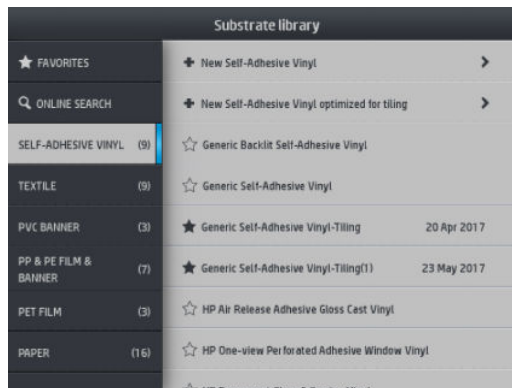 Substrate library
FAVORITES
ONLINE SEARCH
SELF-ADHESIVE VINYL (9)
TEXTILE (9)
PVC BANNER (3)
PP & PE FILM &
BANNER (7)
PET FILM (3)
PAPER (16)
New Self-Adhesive Vinyl
New Self-Adhesive Vinyl optimized for tiling
Generic Backlit Self-Adhesive Vinyl
Generic Self-Adhesive Vinyl
Generic Self-Adhesive Vinyl-Tiling 20 Apr 2017
Generic Self-Adhesive Vinyl-Tiling(1) 23 May 2017
HP Air Release Adhesive Gloss Cast Vinyl
HP One-view Perforated Adhesive Window Vinyl